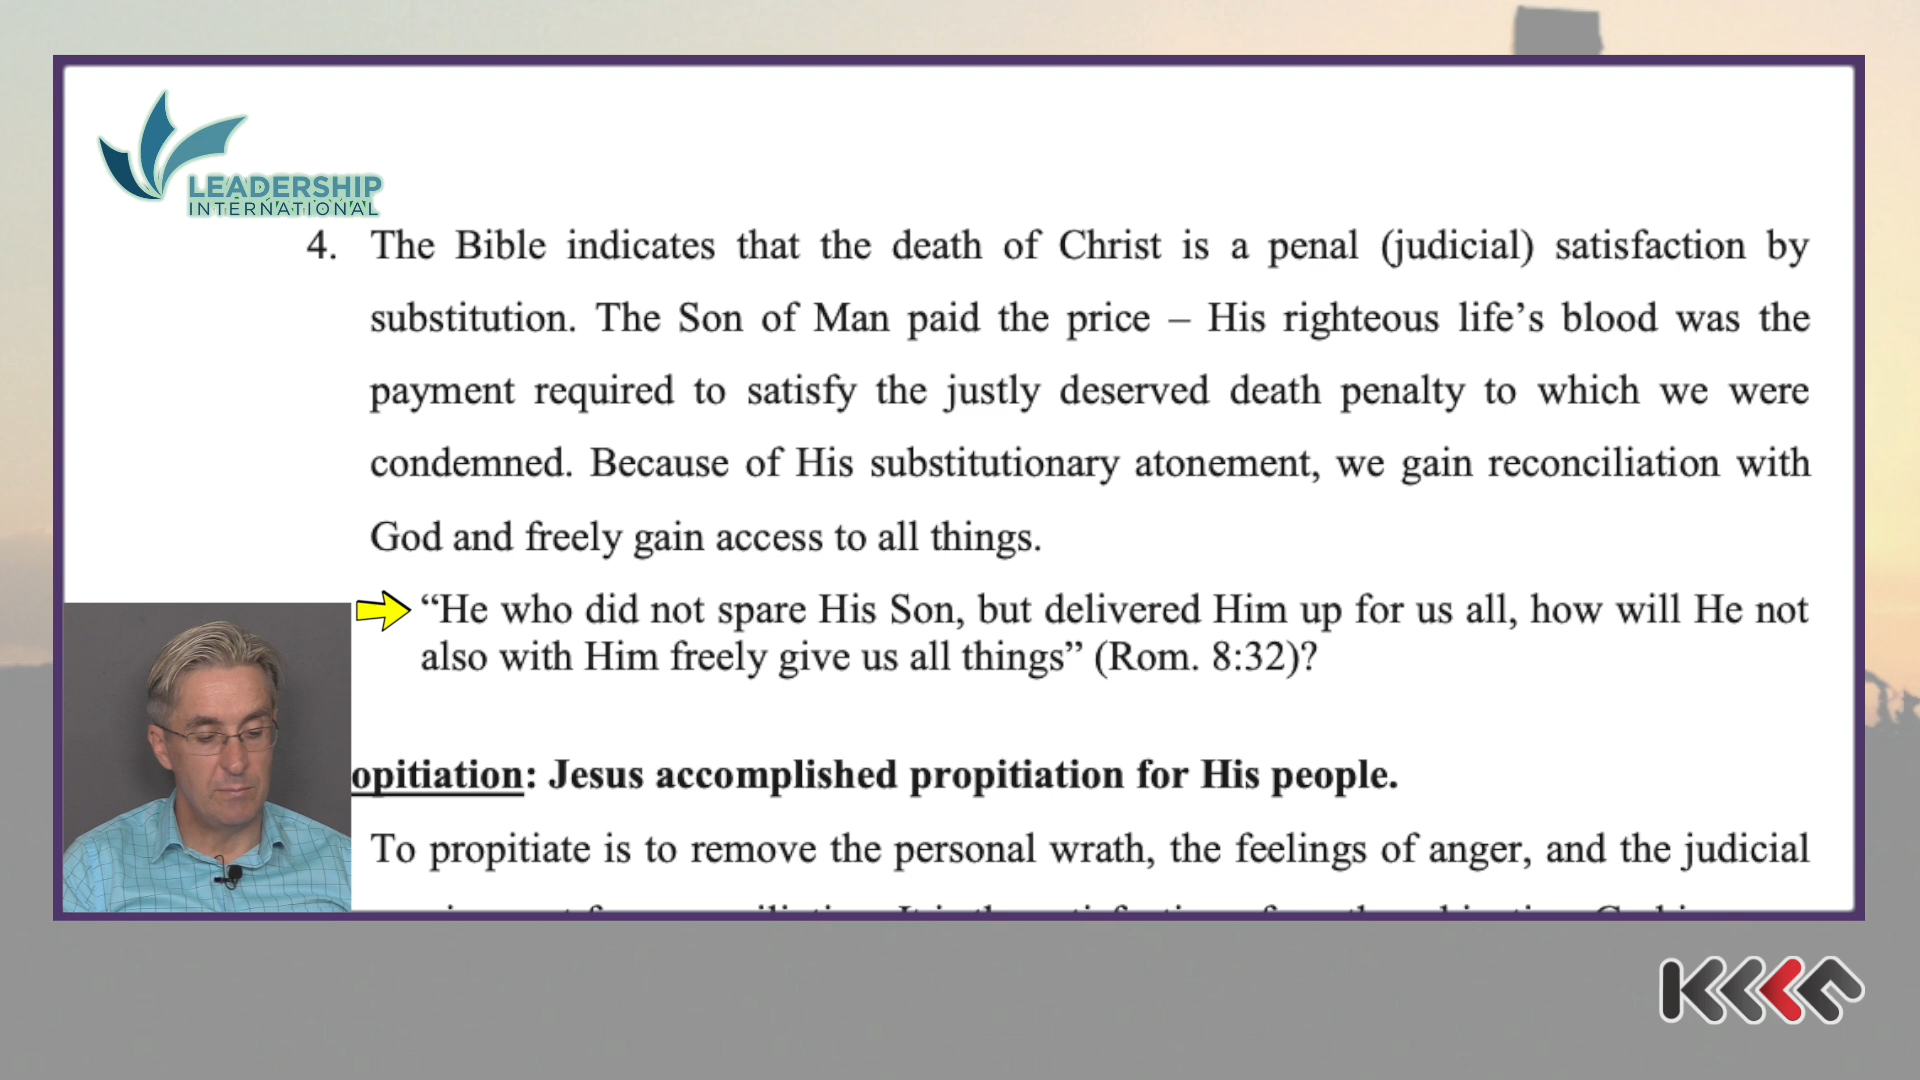 LEADERSHIP
INTERNATIONAL
4. The Bible indicates that the death of Christ is a penal (judicial) satisfaction by
substitution. The Son of Man paid the price – His righteous life’s blood was the
payment required to satisfy the justly deserved death penalty to which we were
condemned. Because of His substitutionary atonement, we gain reconciliation with
God and freely gain access to all things.
“He who did not spare His Son, but delivered Him up for us all, how will He not
also with Him freely give us all things” (Rom. 8:32)?
opitiation: Jesus accomplished propitiation for His people.
To propitiate is to remove the personal wrath, the feelings of anger, and the judicial